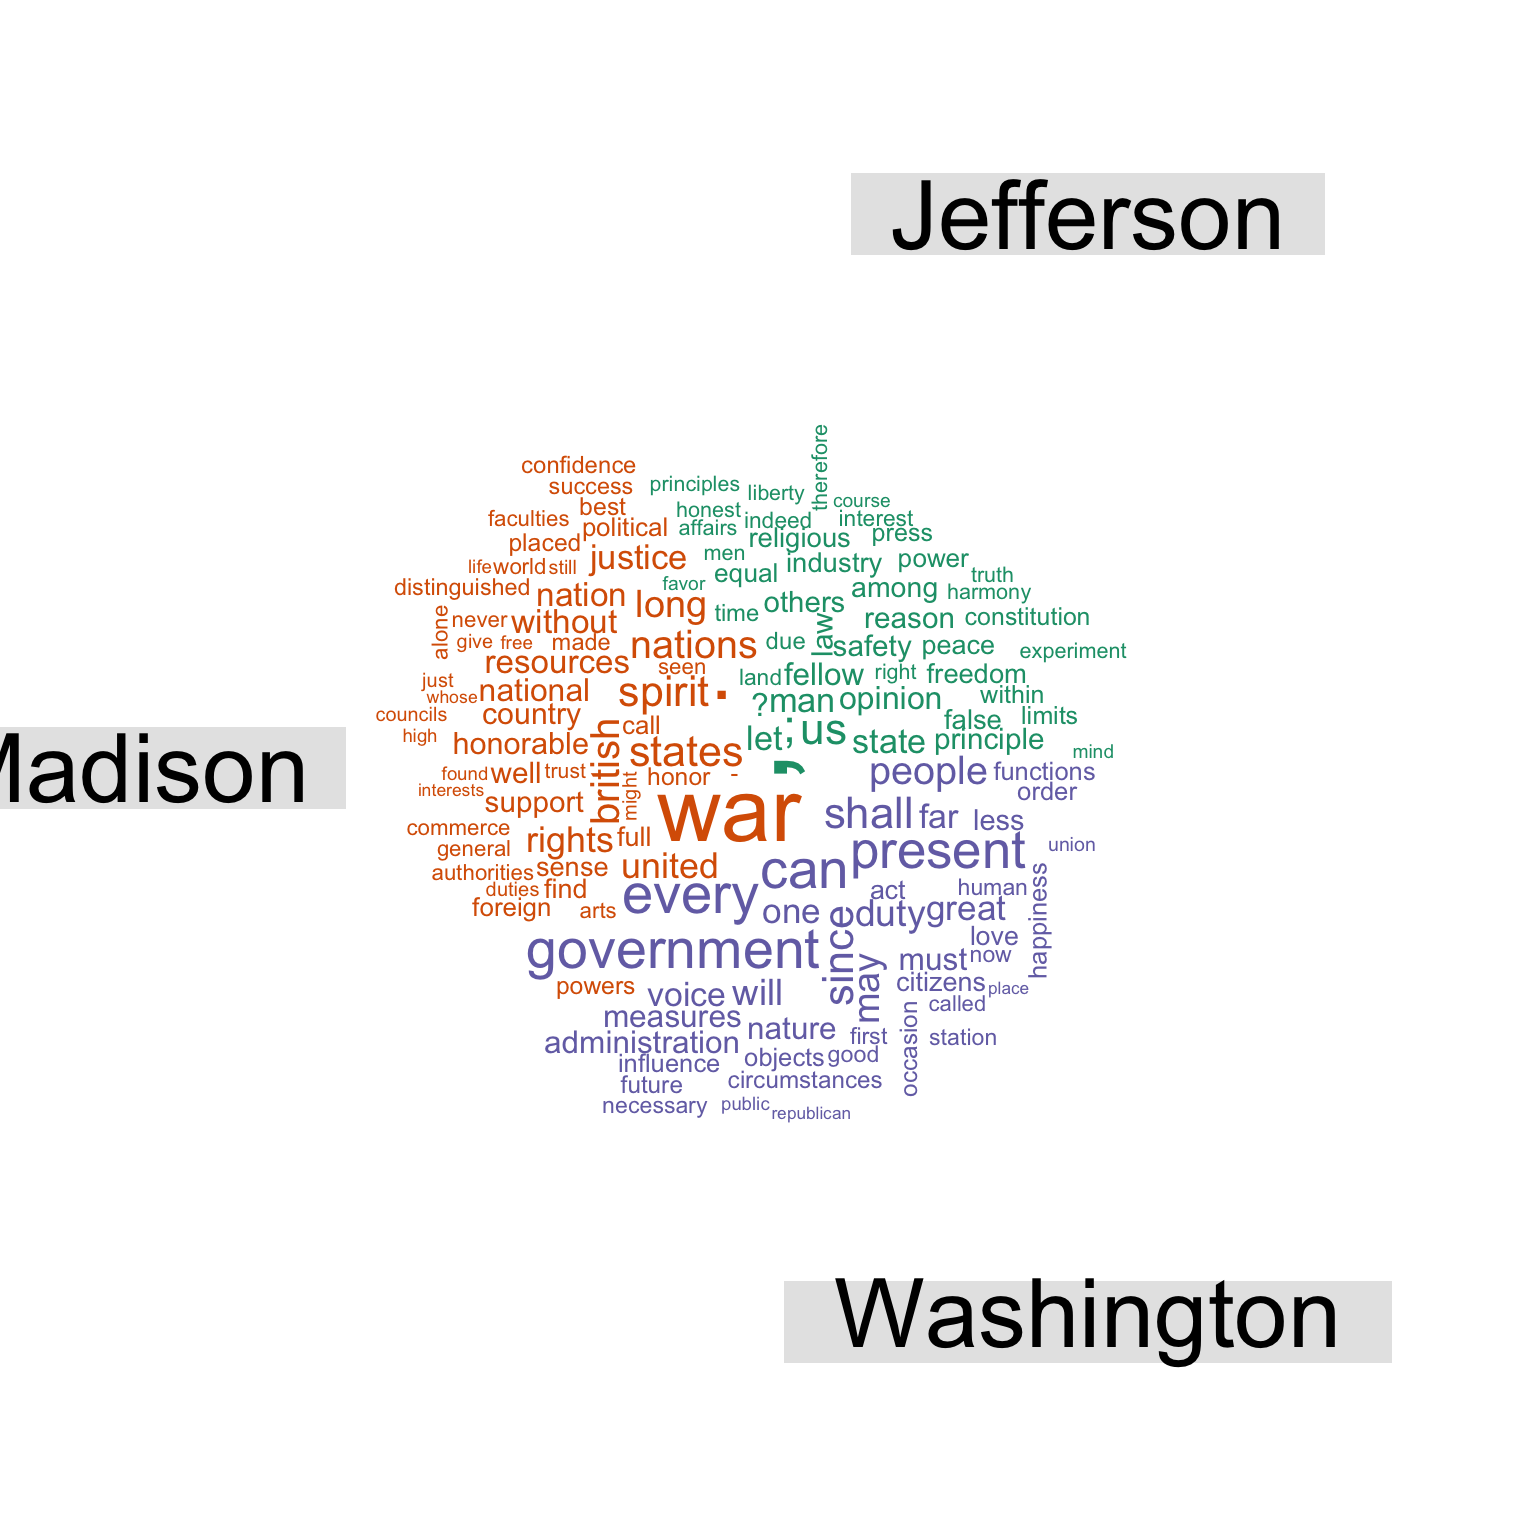 Jefferson
therefore
confidence
success
principles
liberty
course
best
honest
indeed
interest
faculties
political
affairs
religious
press
placed
justice
men
industry
power
life
world
still
equal
truth
distinguished
favor
among
harmony
nation
long
time
others
alone
never
without
law
reason
constitution
give
free
made
nations
due
safety
peace
experiment
resources
seen
land
fellow
right
freedom
just
whose
national
spirit
.
?
man
opinion
within
councils
country
call
false
limits
high
honorable
british
states
let
;
us
state
principle
mind
Madison
found
well
trust
might
honor
-
,
people
functions
interests
support
war
order
commerce
rights
full
shall
far
less
general
present
union
authorities
sense
united
can
duties
find
every
act
human
happiness
foreign
arts
one
since
duty
great
government
love
may
must
now
powers
voice
will
citizens
place
measures
called
administration
nature
first
occasion
station
influence
objects
good
future
circumstances
necessary
public
republican
Washington